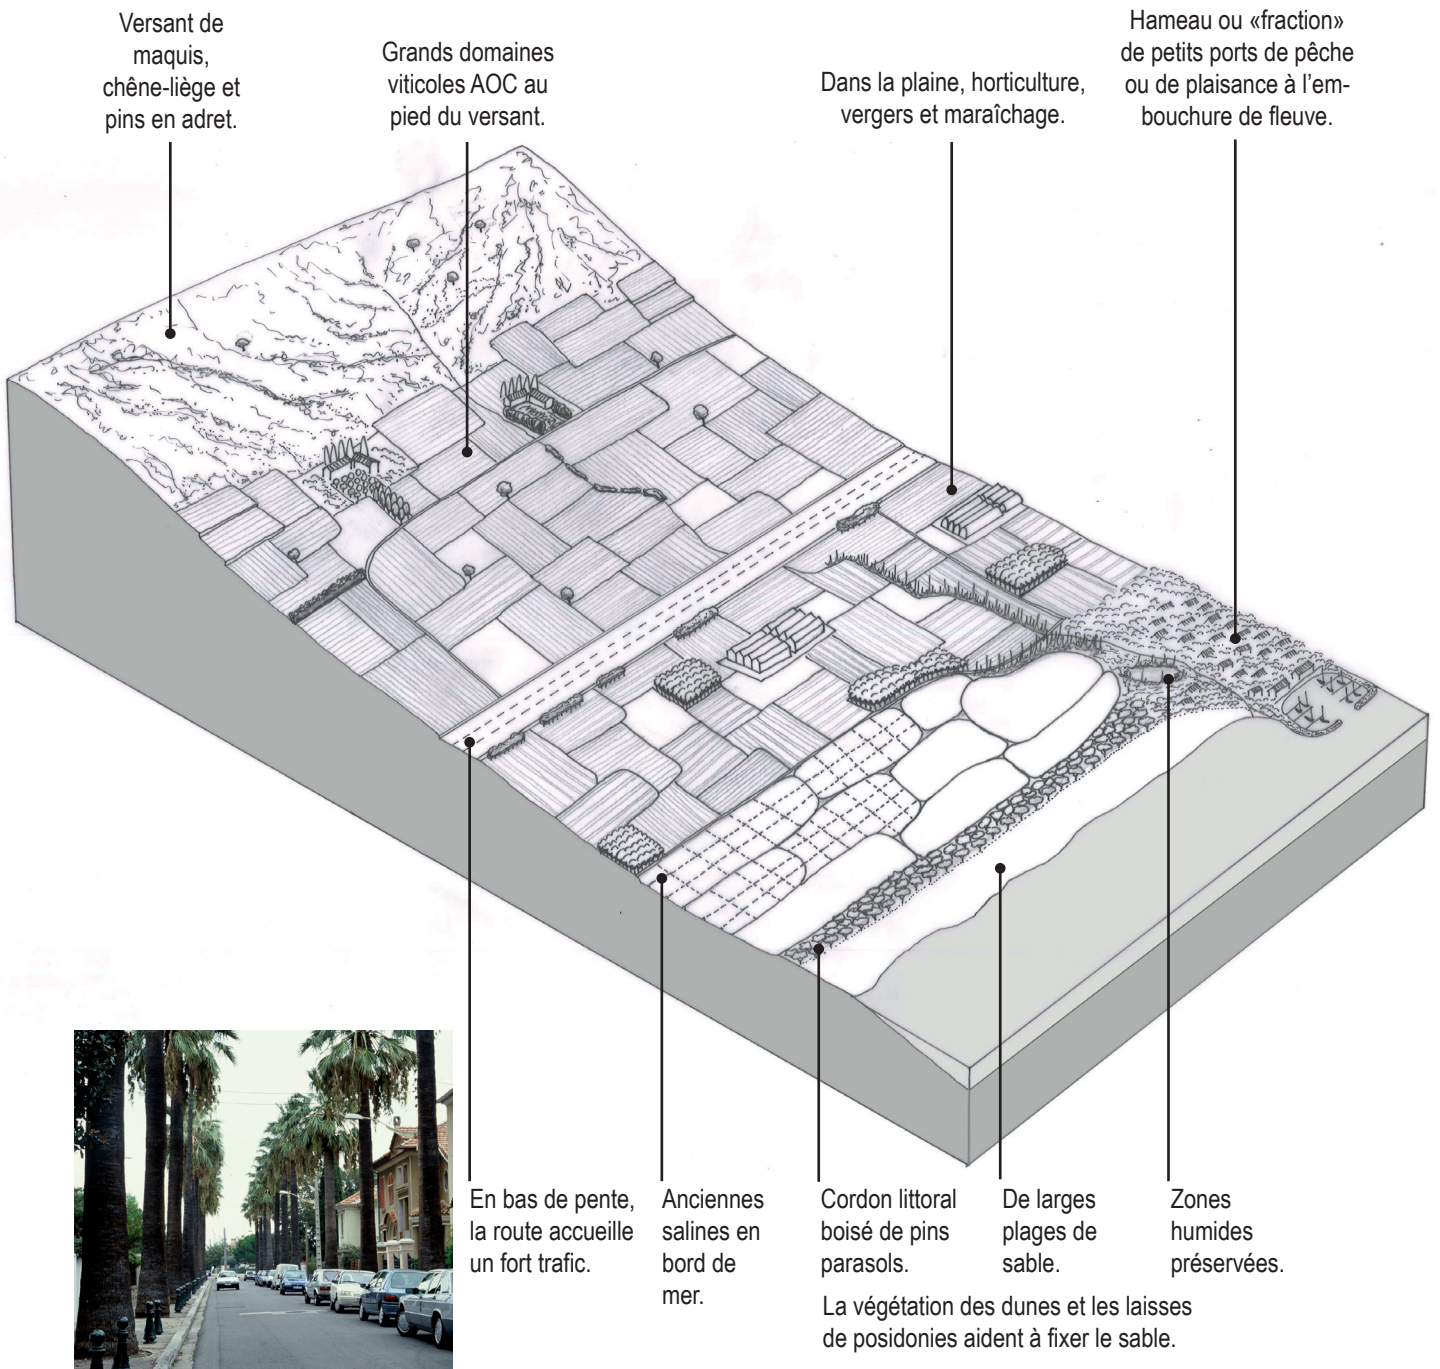 Versant de
maquis,
chêne-liège et
pins en adret.
Grands domaines
viticoles AOC au
pied du versant.
Dans la plaine, horticulture,
vergers et maraîchage.
Hameau ou «fraction»
de petits ports de pêche
ou de plaisance à l'em-
bouchure de fleuve.
En bas de pente,
la route accueille
un fort trafic.
Anciennes
salines en
bord de
mer.
Cordon littoral
boisé de pins
parasols.
De larges
plages de
sable.
Zones
humides
préservées.
La végétation des dunes et les laisses
de posidonies aident à fixer le sable.